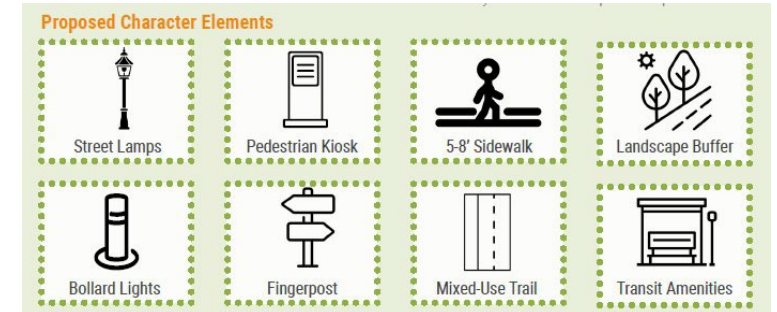 Proposed Character Elements
Street Lamps
Pedestrian Kiosk
5-8' Sidewalk
Landscape Buffer
Bollard Lights
Fingerpost
Mixed-Use Trail
Transit Amenities